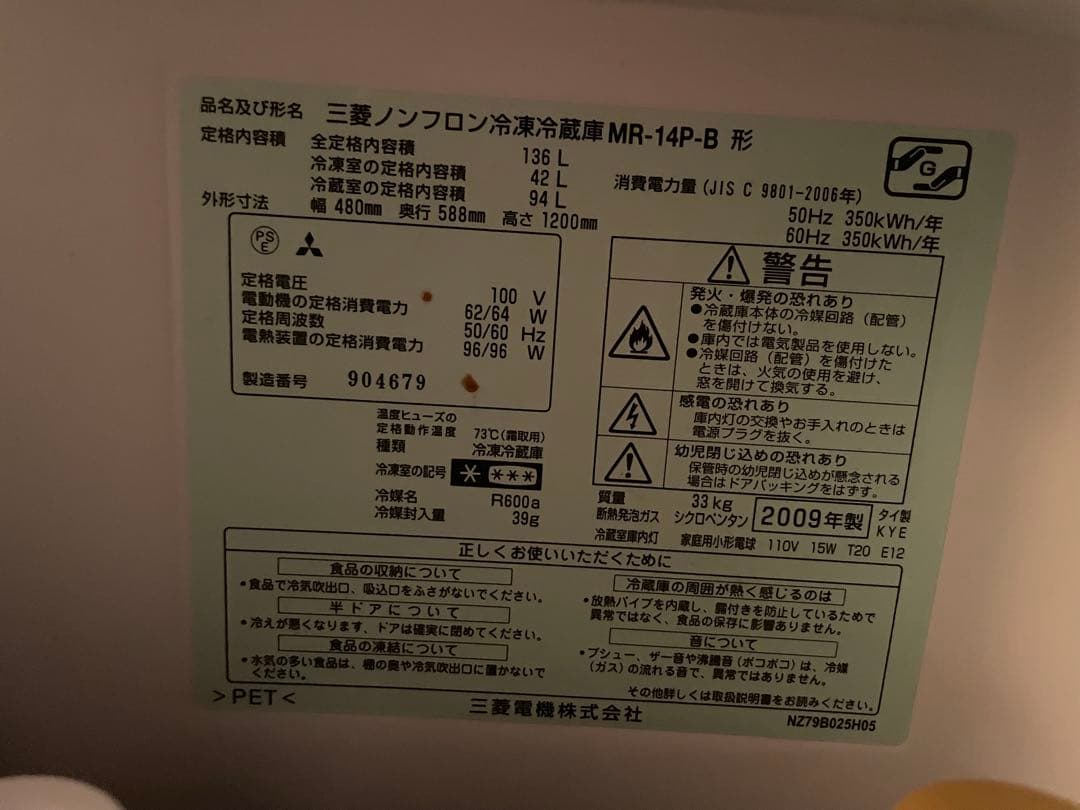 品名及び形名 三菱ノンフロン冷凍冷蔵庫 MR-14P-B 形
定格内容積 全定格内容積 136 L
冷凍室の定格内容積 42 L
冷蔵室の定格内容積 94 L
外形寸法 幅 480mm 奥行 588mm 高さ 1200mm
消費電力量 (JIS C 9801-2006年)
50Hz 350kWh/年
60Hz 350kWh/年
G
PS
E
定格電圧 100 V
電動機の定格消費電力 62/64 W
定格周波数 50/60 Hz
電熱装置の定格消費電力 96/96 W
製造番号 904679
温度ヒューズの
定格動作温度 73℃(霜取用)
種類 冷凍冷蔵庫
冷凍室の記号 * ***
冷媒名 R600a
冷媒封入量 39g
警告
発火・爆発の恐れあり
●冷蔵庫本体の冷媒回路(配管)
を傷付けない。
●庫内では電気製品を使用しない。
●冷媒回路(配管)を傷付けた
ときは、火気の使用を避け、
窓を開けて換気する。
感電の恐れあり
庫内灯の交換やお手入れのときは
電源プラグを抜く。
幼児閉じ込めの恐れあり
保管時の幼児閉じ込めが懸念される
場合はドアパッキングをはずす。
質量 33kg
断熱発泡ガス シクロペンタン
2009年製
タイ製
KYE
冷蔵室庫内灯 家庭用小形電球 110V 15W T20 E12
正しくお使いいただくために
食品の収納について
•食品で冷気吹出口、吸込口をふさがないでください。
半ドアについて
•冷えが悪くなります、ドアは確実に閉めてください。
食品の凍結について
•水気の多い食品は、棚の奥や冷気吹出口に置かないで
ください。
冷蔵庫の周囲が熱く感じるのは
•放熱パイプを内蔵し、露付きを防止しているためで
異常ではなく、食品の保存に影響ありません。
音について
•プシュー、ザー音や沸騰音(ボコボコ)は、冷媒
(ガス)の流れる音で、異常ではありません。
その他詳しくは取扱説明書をお読みください。
>PET<
三菱電機株式会社
NZ79B025H05